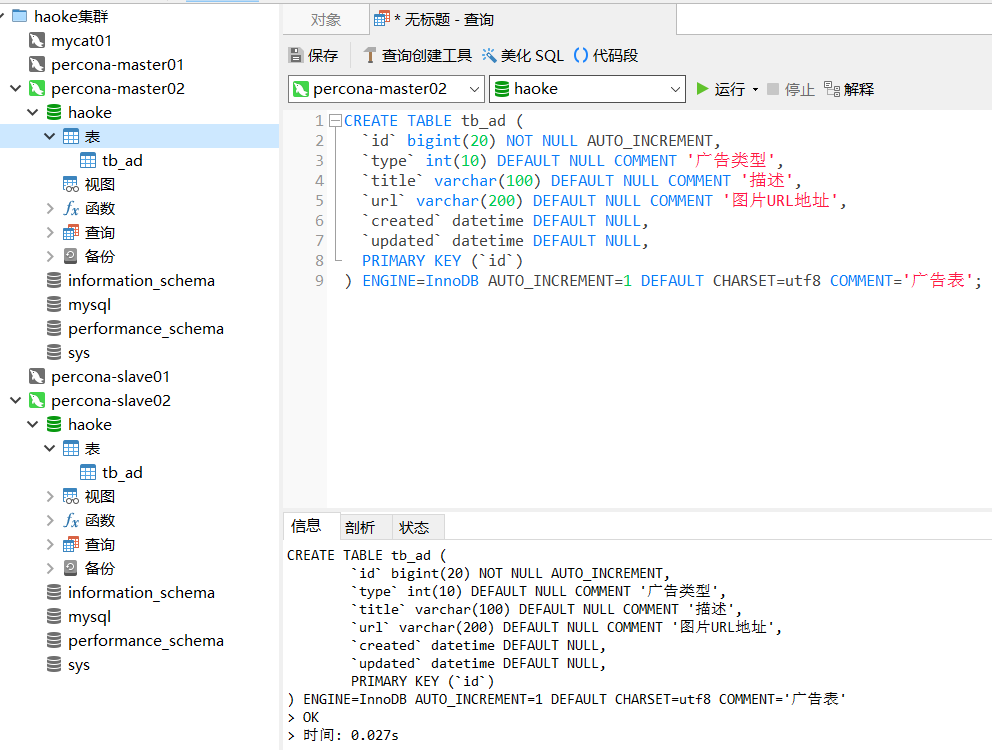 haoke集群
mycat01
percona-master01
percona-master02
haoke
表
tb_ad
视图
函数
查询
备份
information_schema
mysql
performance_schema
sys
percona-slave01
percona-slave02
haoke
表
tb_ad
视图
函数
查询
备份
information_schema
mysql
performance_schema
sys
对象 * 无标题 - 查询
保存 查询创建工具 美化 SQL () 代码段
percona-master02 haoke 运行 停止 解释
1 CREATE TABLE tb_ad (
2 `id` bigint(20) NOT NULL AUTO_INCREMENT,
3 `type` int(10) DEFAULT NULL COMMENT '广告类型',
4 `title` varchar(100) DEFAULT NULL COMMENT '描述',
5 `url` varchar(200) DEFAULT NULL COMMENT '图片URL地址',
6 `created` datetime DEFAULT NULL,
7 `updated` datetime DEFAULT NULL,
8 PRIMARY KEY (`id`)
9 ) ENGINE=InnoDB AUTO_INCREMENT=1 DEFAULT CHARSET=utf8 COMMENT='广告表';
信息 剖析 状态
CREATE TABLE tb_ad (
`id` bigint(20) NOT NULL AUTO_INCREMENT,
`type` int(10) DEFAULT NULL COMMENT '广告类型',
`title` varchar(100) DEFAULT NULL COMMENT '描述',
`url` varchar(200) DEFAULT NULL COMMENT '图片URL地址',
`created` datetime DEFAULT NULL,
`updated` datetime DEFAULT NULL,
PRIMARY KEY (`id`)
) ENGINE=InnoDB AUTO_INCREMENT=1 DEFAULT CHARSET=utf8 COMMENT='广告表'
> OK
> 时间: 0.027s